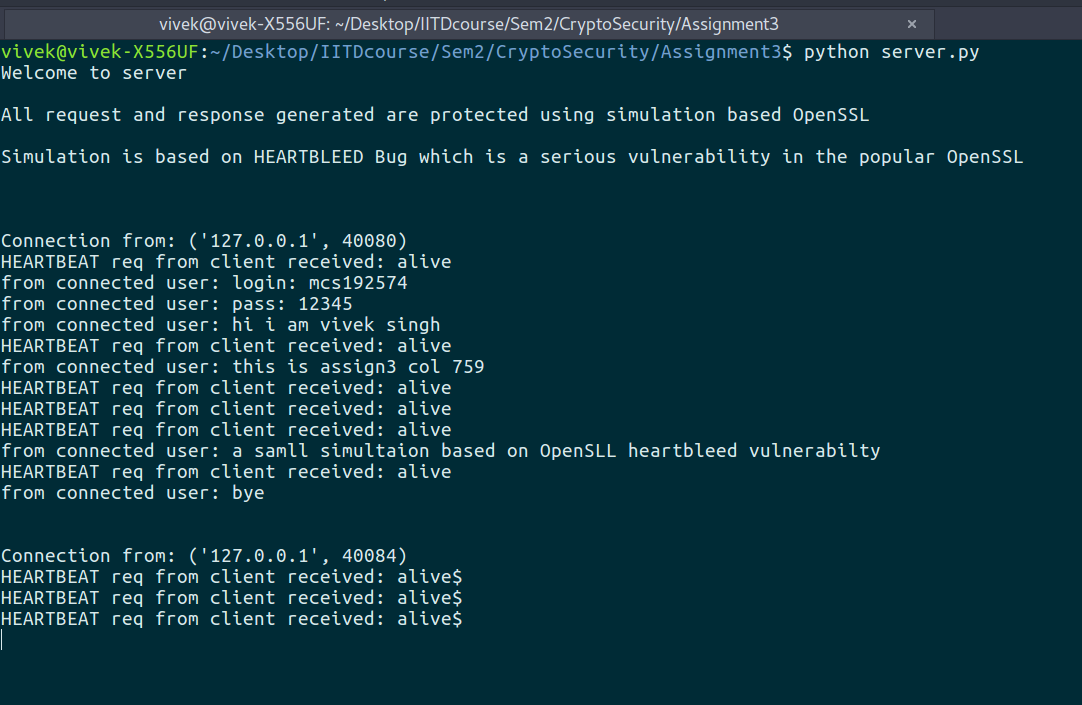 vivek@vivek-X556UF: ~/Desktop/IITDcourse/Sem2/CryptoSecurity/Assignment3 ×
vivek@vivek-X556UF:~/Desktop/IITDcourse/Sem2/CryptoSecurity/Assignment3$ python server.py
Welcome to server
All request and response generated are protected using simulation based OpenSSL
Simulation is based on HEARTBLEED Bug which is a serious vulnerability in the popular OpenSSL
Connection from: ('127.0.0.1', 40080)
HEARTBEAT req from client received: alive
from connected user: login: mcs192574
from connected user: pass: 12345
from connected user: hi i am vivek singh
HEARTBEAT req from client received: alive
from connected user: this is assign3 col 759
HEARTBEAT req from client received: alive
HEARTBEAT req from client received: alive
HEARTBEAT req from client received: alive
from connected user: a samll simultaion based on OpenSLL heartbleed vulnerabilty
HEARTBEAT req from client received: alive
from connected user: bye
Connection from: ('127.0.0.1', 40084)
HEARTBEAT req from client received: alive$
HEARTBEAT req from client received: alive$
HEARTBEAT req from client received: alive$